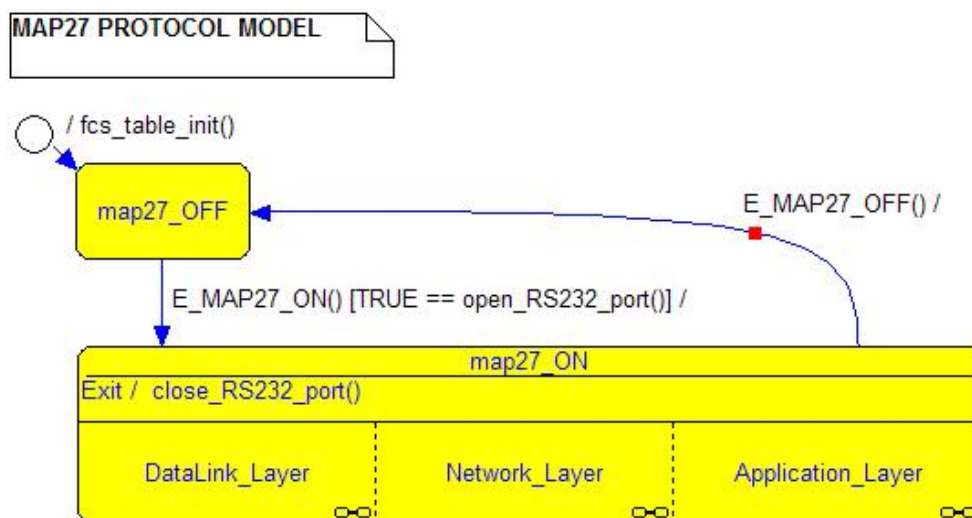 MAP27 PROTOCOL MODEL
/ fcs_table_init()
map27_OFF
E_MAP27_OFF() /
E_MAP27_ON() [TRUE == open_RS232_port()] /
map27_ON
Exit / close_RS232_port()
DataLink_Layer
Network_Layer
Application_Layer